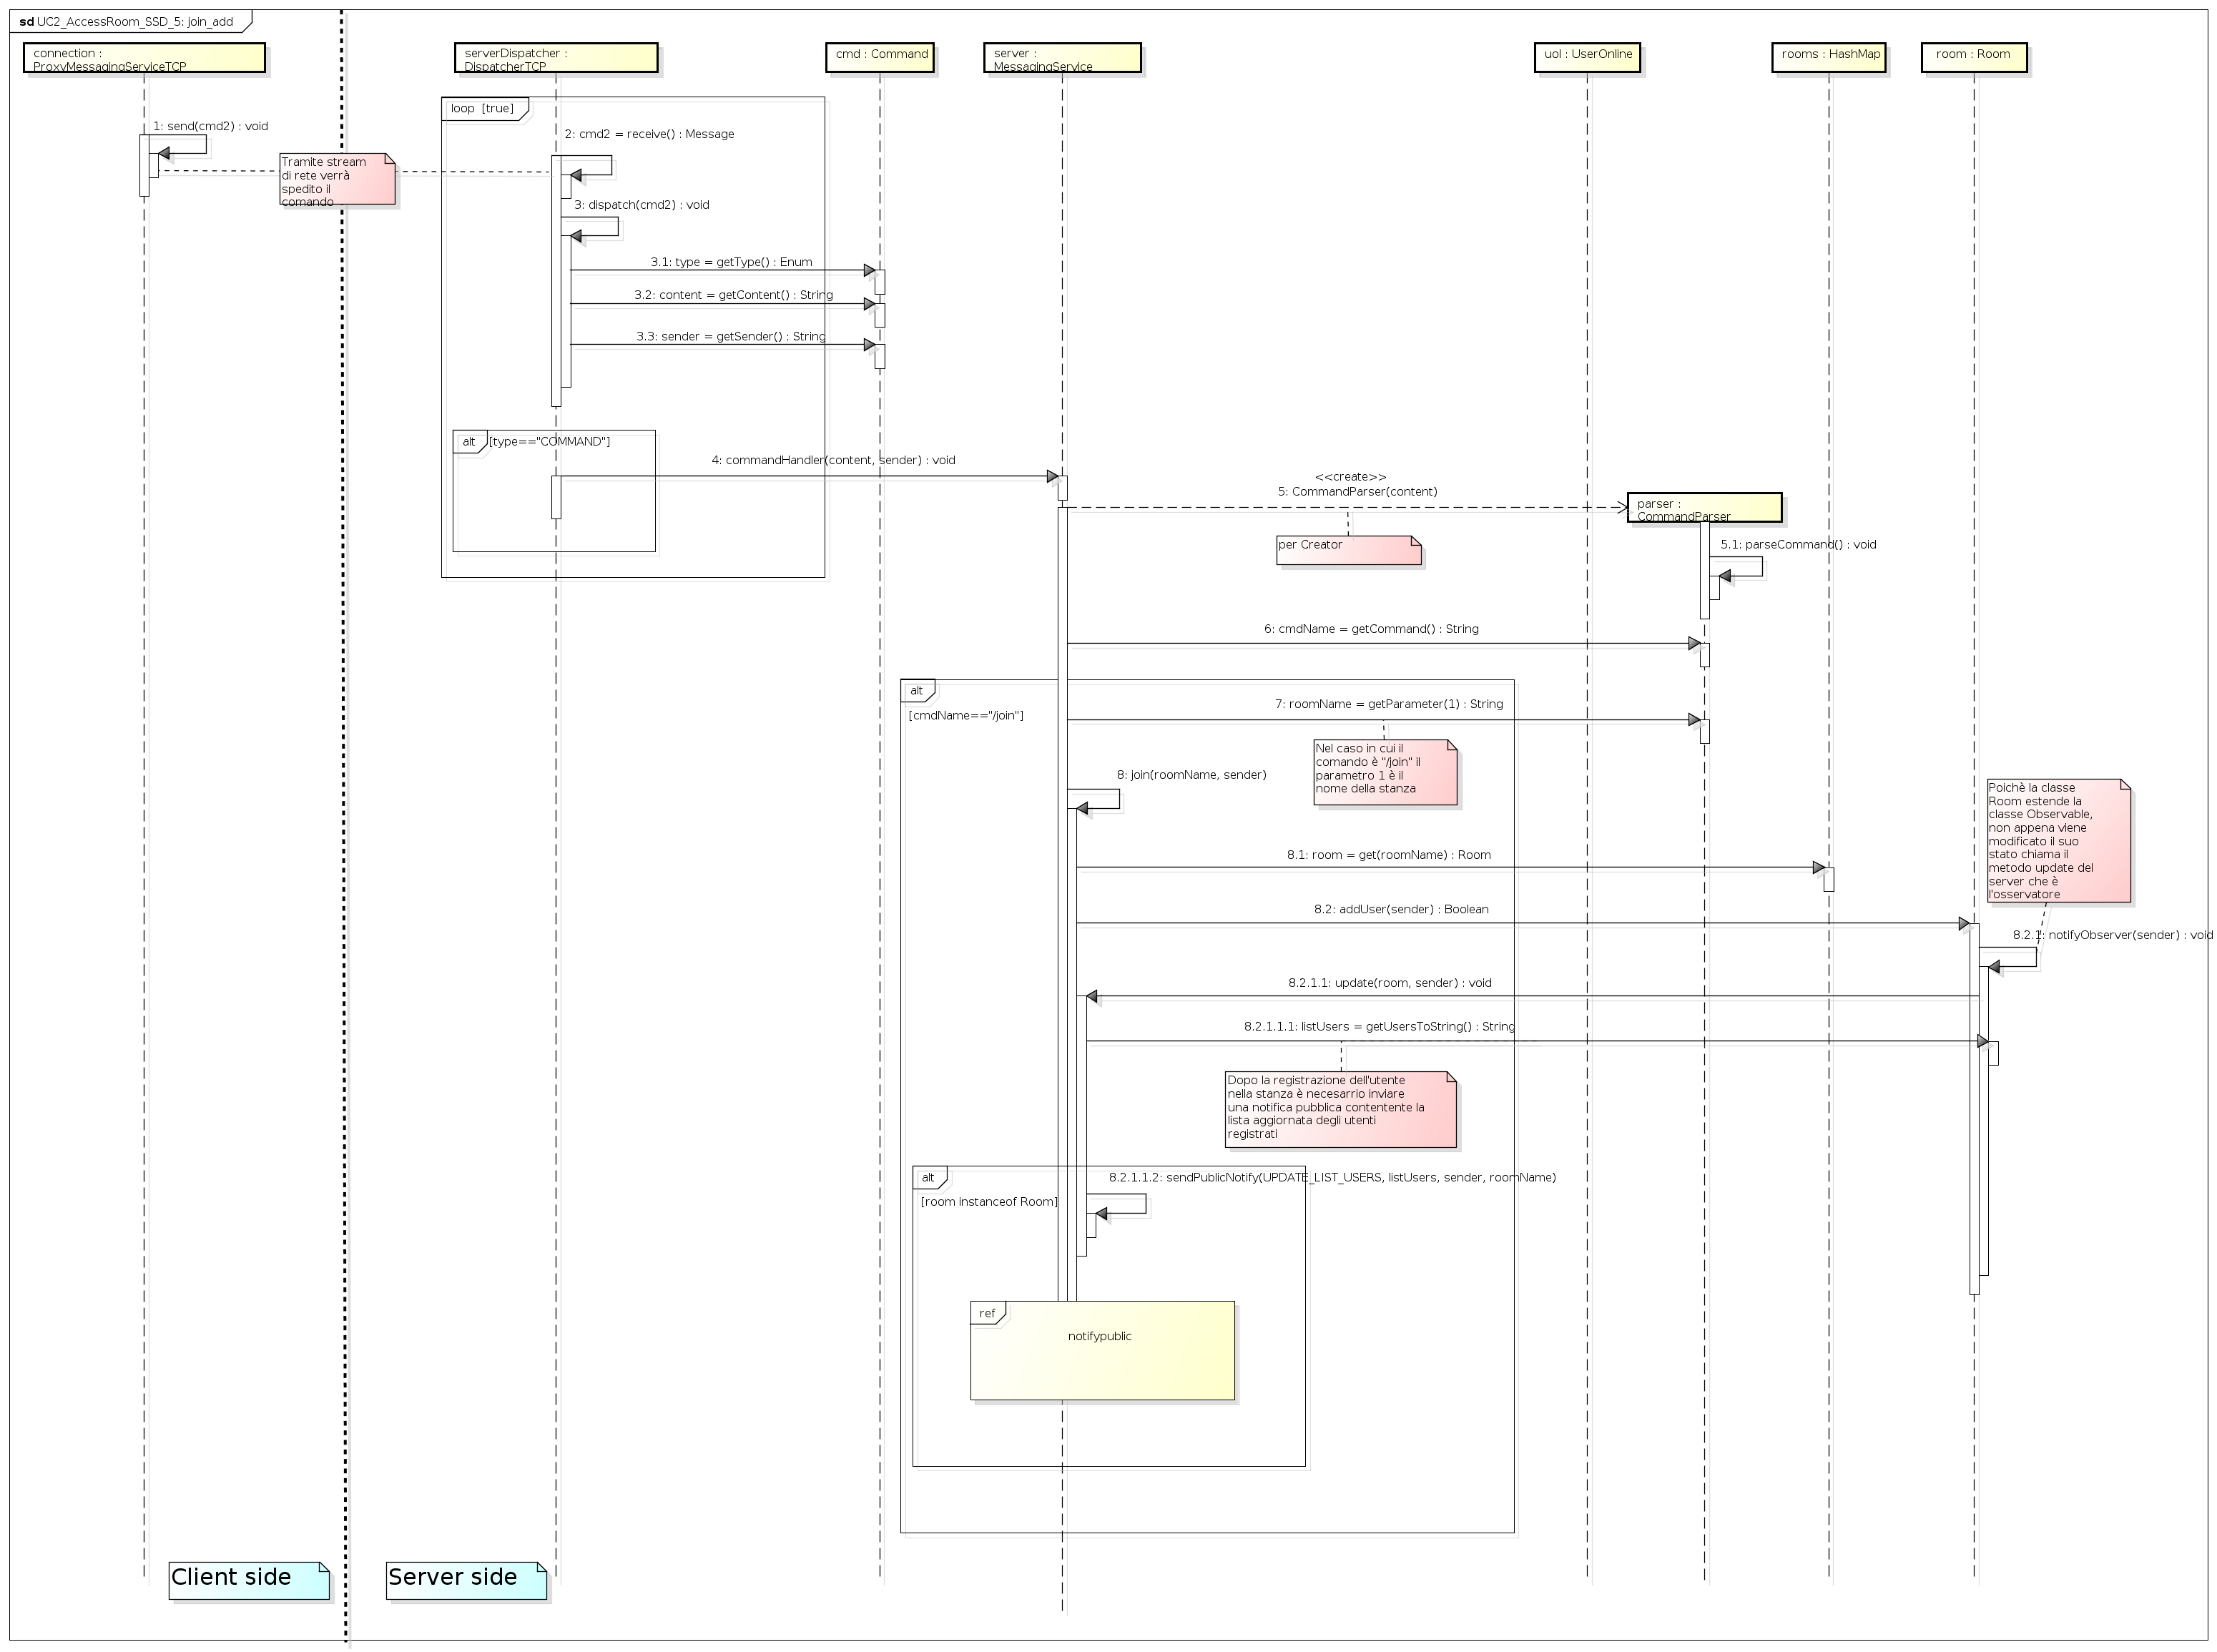 sd UC2_AccessRoom_SSD_5: join_add
connection :
ProxyMessagingServiceTCP
serverDispatcher :
DispatcherTCP
cmd : Command
server :
MessagingService
uol : UserOnline
rooms : HashMap
room : Room
loop [true]
1: send(cmd2) : void
2: cmd2 = receive() : Message
Tramite stream
di rete verrà
spedito il
comando
3: dispatch(cmd2) : void
3.1: type = getType() : Enum
3.2: content = getContent() : String
3.3: sender = getSender() : String
alt [type=="COMMAND"]
4: commandHandler(content, sender) : void
<<create>>
5: CommandParser(content)
parser :
CommandParser
per Creator
5.1: parseCommand() : void
6: cmdName = getCommand() : String
alt
[cmdName=="/join"]
7: roomName = getParameter(1) : String
Nel caso in cui il
comando è "/join" il
parametro 1 è il
nome della stanza
8: join(roomName, sender)
Poichè la classe
Room estende la
classe Observable,
non appena viene
modificato il suo
stato chiama il
metodo update del
server che è
l'osservatore
8.1: room = get(roomName) : Room
8.2: addUser(sender) : Boolean
8.2.1: notifyObserver(sender) : void
8.2.1.1: update(room, sender) : void
8.2.1.1.1: listUsers = getUsersToString() : String
Dopo la registrazione dell'utente
nella stanza è necesarrio inviare
una notifica pubblica contentente la
lista aggiornata degli utenti
registrati
alt
8.2.1.1.2: sendPublicNotify(UPDATE_LIST_USERS, listUsers, sender, roomName)
[room instanceof Room]
ref
notifypublic
Client side
Server side